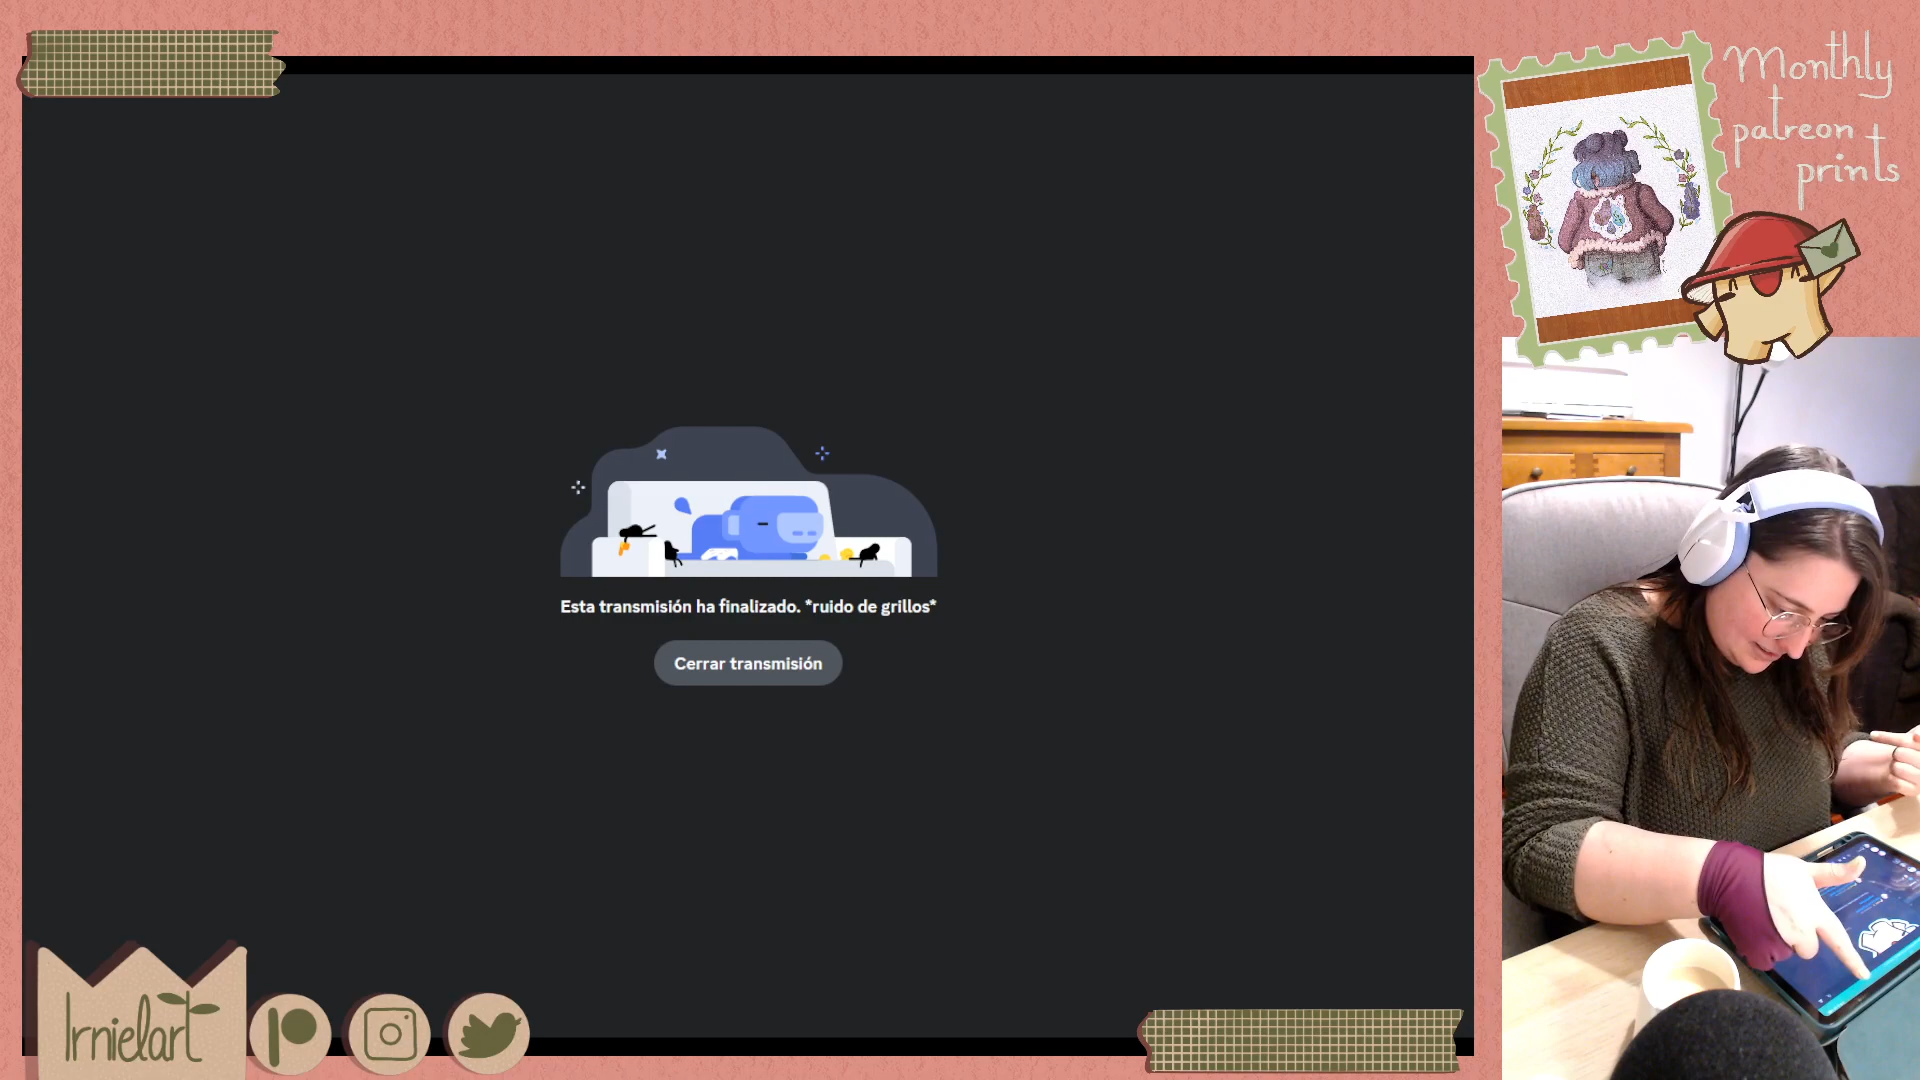 Monthly
patreon
prints
Esta transmisión ha finalizado. *ruido de grillos*
Cerrar transmisión
Irnielart